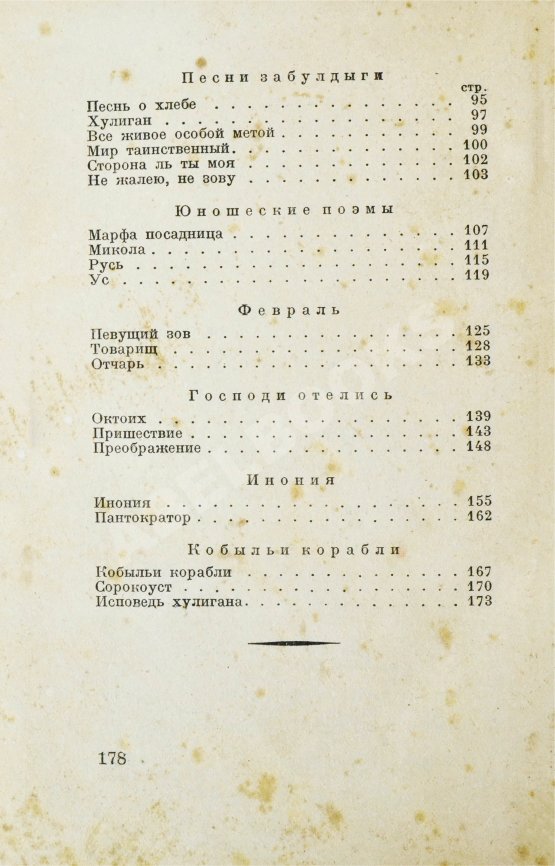 Песни забулдыги
стр.
Песнь о хлебе . . . . . . . . . . . . . . 95
Хулиган . . . . . . . . . . . . . . . . 97
Все живое особой метой . . . . . . . . . . 99
Мир таинственный. . . . . . . . . . . . . 100
Сторона ль ты моя . . . . . . . . . . . . 102
Не жалею, не зову . . . . . . . . . . . . 103
Юношеские поэмы
Марфа посадница . . . . . . . . . . . . . 107
Микола . . . . . . . . . . . . . . . . . 111
Русь . . . . . . . . . . . . . . . . . . 115
Ус . . . . . . . . . . . . . . . . . . . 119
Февраль
Певущий зов . . . . . . . . . . . . . . 125
Товарищ . . . . . . . . . . . . . . . . 128
Отчарь . . . . . . . . . . . . . . . . . 133
Господи отелись
Октоих . . . . . . . . . . . . . . . . . 139
Пришествие . . . . . . . . . . . . . . . 143
Преображение . . . . . . . . . . . . . . 148
Инония
Инония . . . . . . . . . . . . . . . . . 155
Пантократор . . . . . . . . . . . . . . . 162
Кобыльи корабли
Кобыльи корабли . . . . . . . . . . . . 167
Сорокоуст . . . . . . . . . . . . . . . 170
Исповедь хулигана. . . . . . . . . . . . 173
178